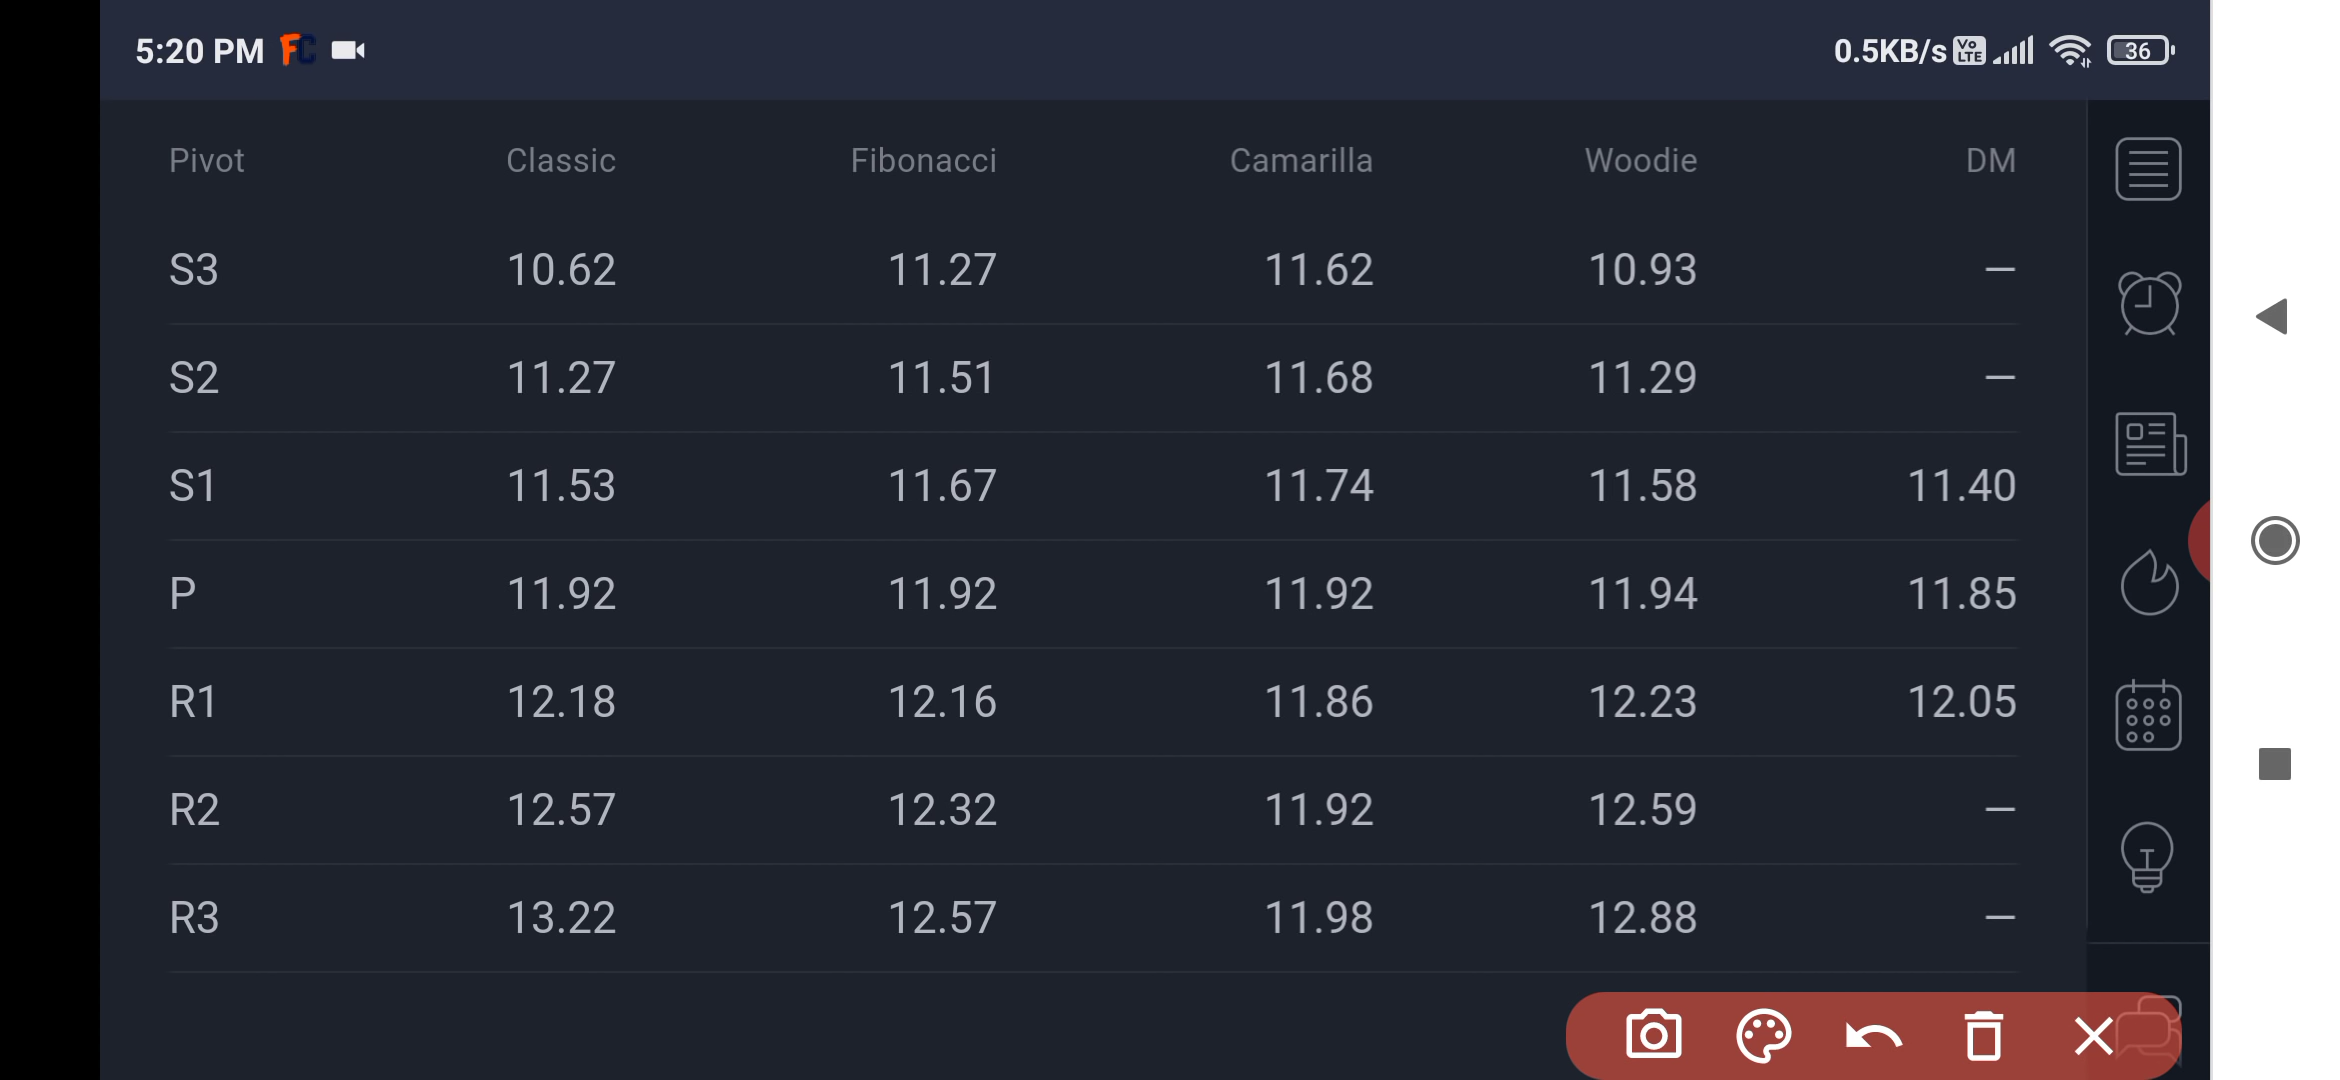 5:20 PM FC 0.5KB/s Vo LTE 36
Pivot Classic Fibonacci Camarilla Woodie DM
S3 10.62 11.27 11.62 10.93 —
S2 11.27 11.51 11.68 11.29 —
S1 11.53 11.67 11.74 11.58 11.40
P 11.92 11.92 11.92 11.94 11.85
R1 12.18 12.16 11.86 12.23 12.05
R2 12.57 12.32 11.92 12.59 —
R3 13.22 12.57 11.98 12.88 —